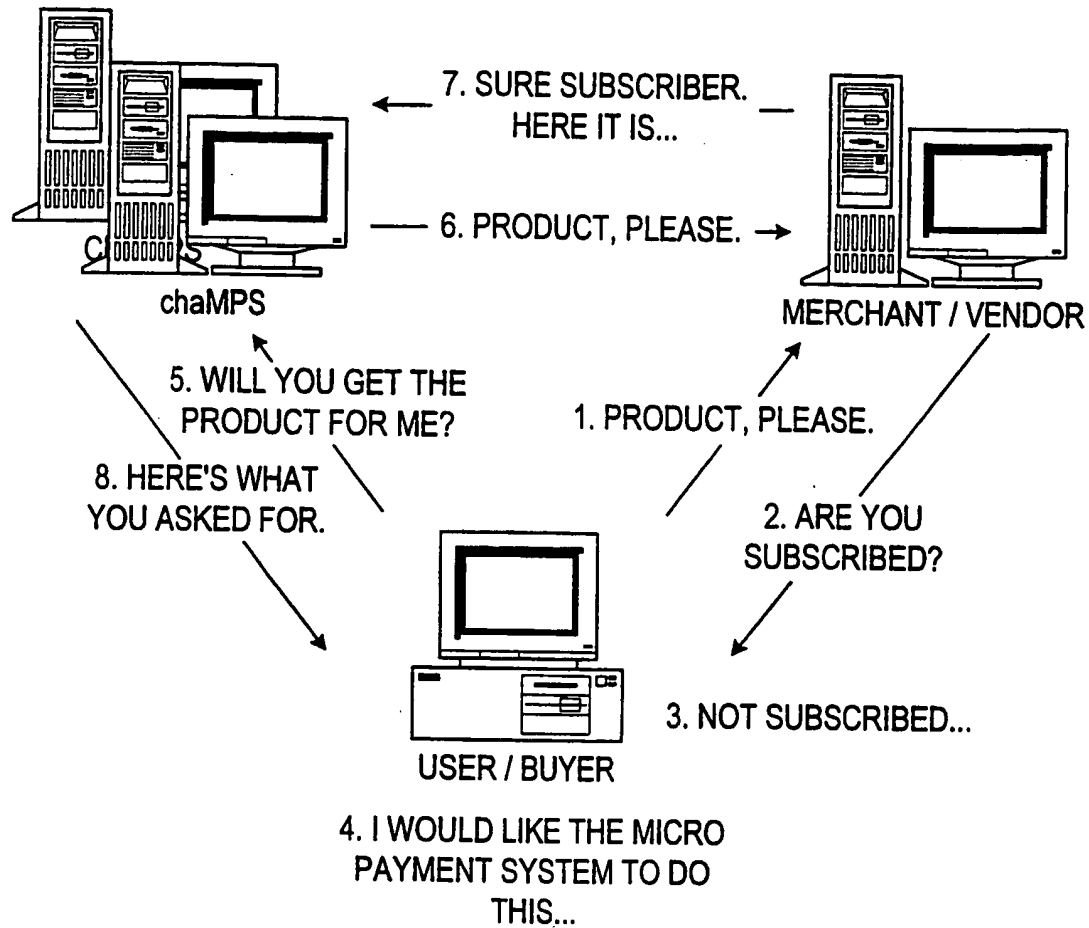 7. SURE SUBSCRIBER.
HERE IT IS...
6. PRODUCT, PLEASE.
chaMPS
MERCHANT / VENDOR
5. WILL YOU GET THE
PRODUCT FOR ME?
1. PRODUCT, PLEASE.
8. HERE'S WHAT
YOU ASKED FOR.
2. ARE YOU
SUBSCRIBED?
3. NOT SUBSCRIBED...
USER / BUYER
4. I WOULD LIKE THE MICRO
PAYMENT SYSTEM TO DO
THIS...